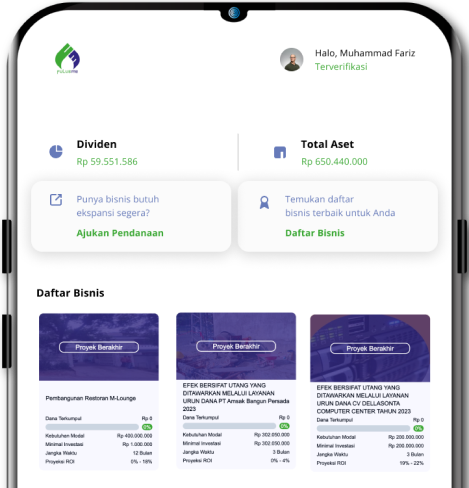 FULUSME
Halo, Muhammad Fariz
Terverifikasi
Dividen
Rp 59.551.586
Total Aset
Rp 650.440.000
Punya bisnis butuh
ekspansi segera?
Ajukan Pendanaan
Temukan daftar
bisnis terbaik untuk Anda
Daftar Bisnis
Daftar Bisnis
Proyek Berakhir
Pembangunan Restoran M-Lounge
Dana Terkumpul Rp 0
0%
Kebutuhan Modal Rp 400.000.000
Minimal Investasi Rp 1.000.000
Jangka Waktu 12 Bulan
Proyeksi ROI 0% - 16%
Proyek Berakhir
EFEK BERSIFAT UTANG YANG
DITAWARKAN MELALUI LAYANAN
URUN DANA PT Amsak Bangun Persada
2023
Dana Terkumpul Rp 0
0%
Kebutuhan Modal Rp 302.050.000
Minimal Investasi Rp 302.050.000
Jangka Waktu 3 Bulan
Proyeksi ROI 0% - 4%
Proyek Berakhir
EFEK BERSIFAT UTANG YANG
DITAWARKAN MELALUI LAYANAN
URUN DANA CV DELLASONTA
COMPUTER CENTER TAHUN 2023
Dana Terkumpul Rp 0
0%
Kebutuhan Modal Rp 200.000.000
Minimal Investasi Rp 200.000.000
Jangka Waktu 3 Bulan
Proyeksi ROI 19% - 22%